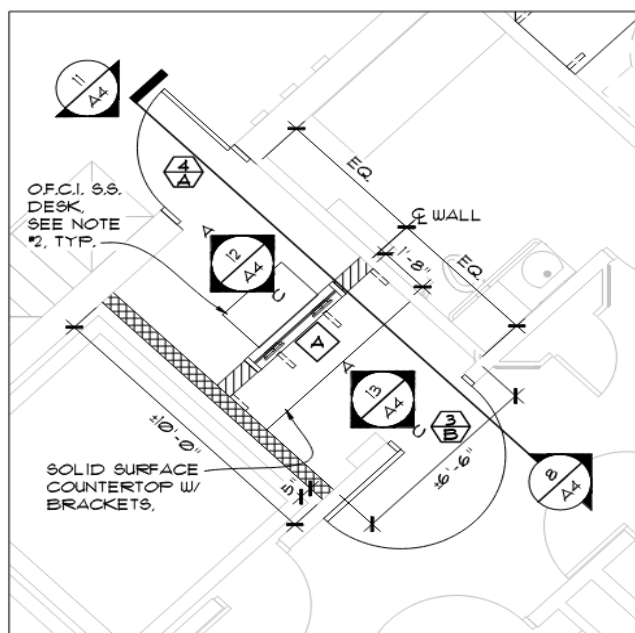 11
A4
4
A
EQ.
O.F.C.I. S.S.
DESK,
SEE NOTE
#2, TYP.
℄ WALL
A
12
A4
C
1'-8"
EQ.
A
A
13
A4
C
3
B
±10'-0"
±6'-6"
8
A4
SOLID SURFACE
COUNTERTOP W/
BRACKETS,
5"